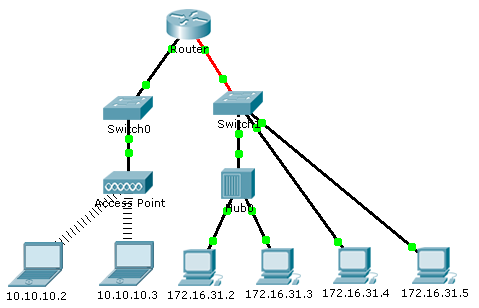 Router
Switch0
Switch1
Access Point
Hub0
10.10.10.2
10.10.10.3
172.16.31.2
172.16.31.3
172.16.31.4
172.16.31.5